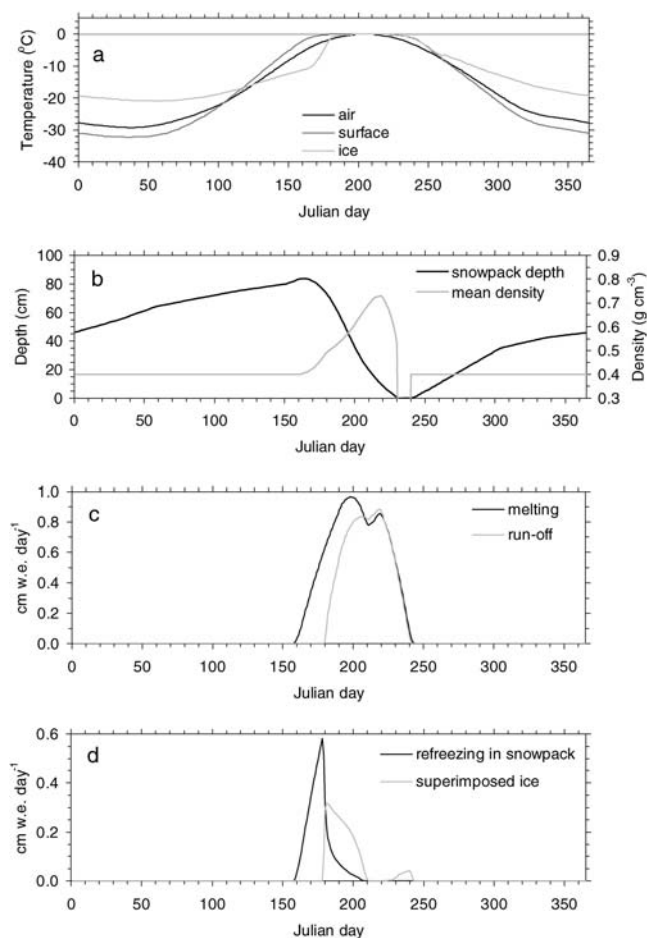 a
Temperature (⁰C)
0
-10
-20
-30
-40
air
surface
ice
0 50 100 150 200 250 300 350
Julian day
b
Depth (cm)
100
80
60
40
20
0
snowpack depth
mean density
0.9
0.8
0.7
0.6
0.5
0.4
0.3
Density (g cm⁻³)
0 50 100 150 200 250 300 350
Julian day
c
cm w.e. day⁻¹
1.0
0.8
0.6
0.4
0.2
0.0
melting
run-off
0 50 100 150 200 250 300 350
Julian day
d
cm w.e. day⁻¹
0.6
0.4
0.2
0.0
refreezing in snowpack
superimposed ice
0 50 100 150 200 250 300 350
Julian day